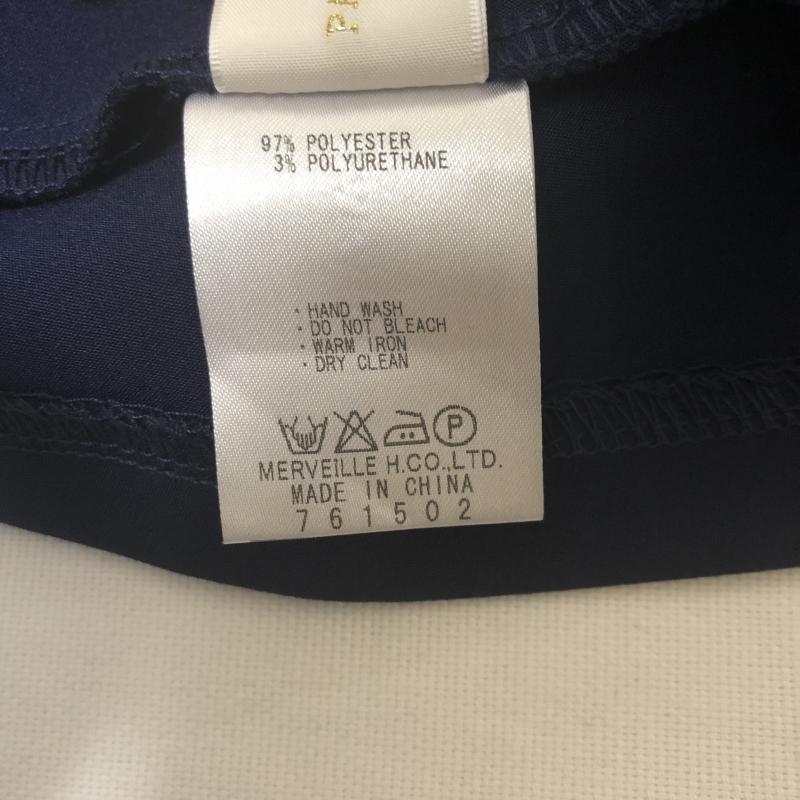 97% POLYESTER
3% POLYURETHANE
· HAND WASH
· DO NOT BLEACH
· WARM IRON
· DRY CLEAN
P
MERVEILLE H.CO.,LTD.
MADE IN CHINA
761502